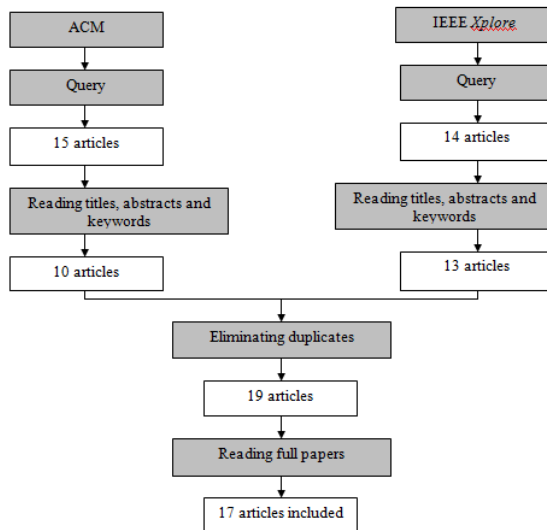 ACM
Query
15 articles
Reading titles, abstracts and
keywords
10 articles
IEEE Xplore
Query
14 articles
Reading titles, abstracts and
keywords
13 articles
Eliminating duplicates
19 articles
Reading full papers
17 articles included